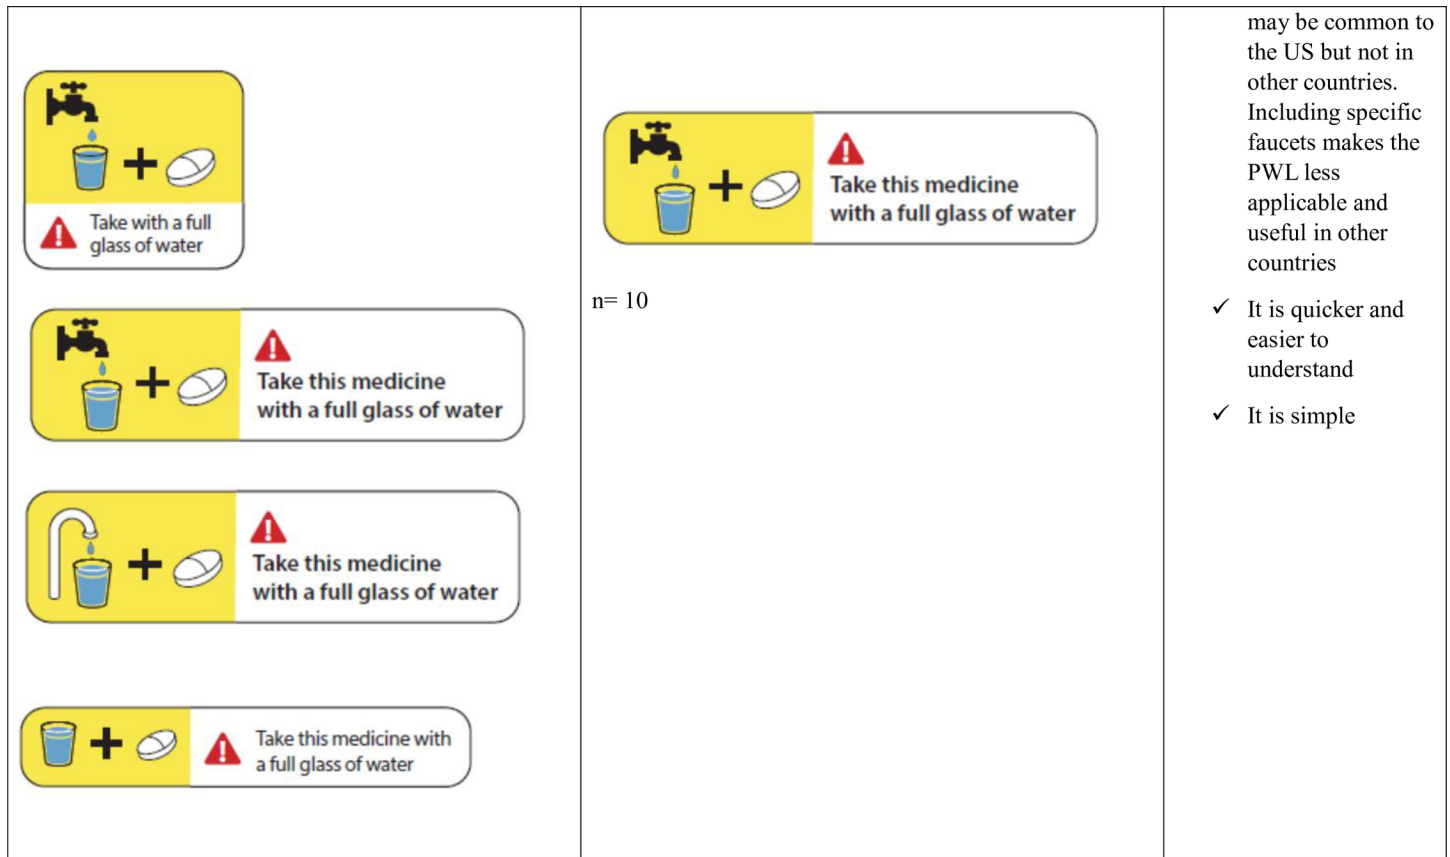 Take with a full
glass of water
Take this medicine
with a full glass of water
Take this medicine
with a full glass of water
Take this medicine with
a full glass of water
Take this medicine
with a full glass of water
n= 10
may be common to
the US but not in
other countries.
Including specific
faucets makes the
PWL less
applicable and
useful in other
countries
✓ It is quicker and
easier to
understand
✓ It is simple